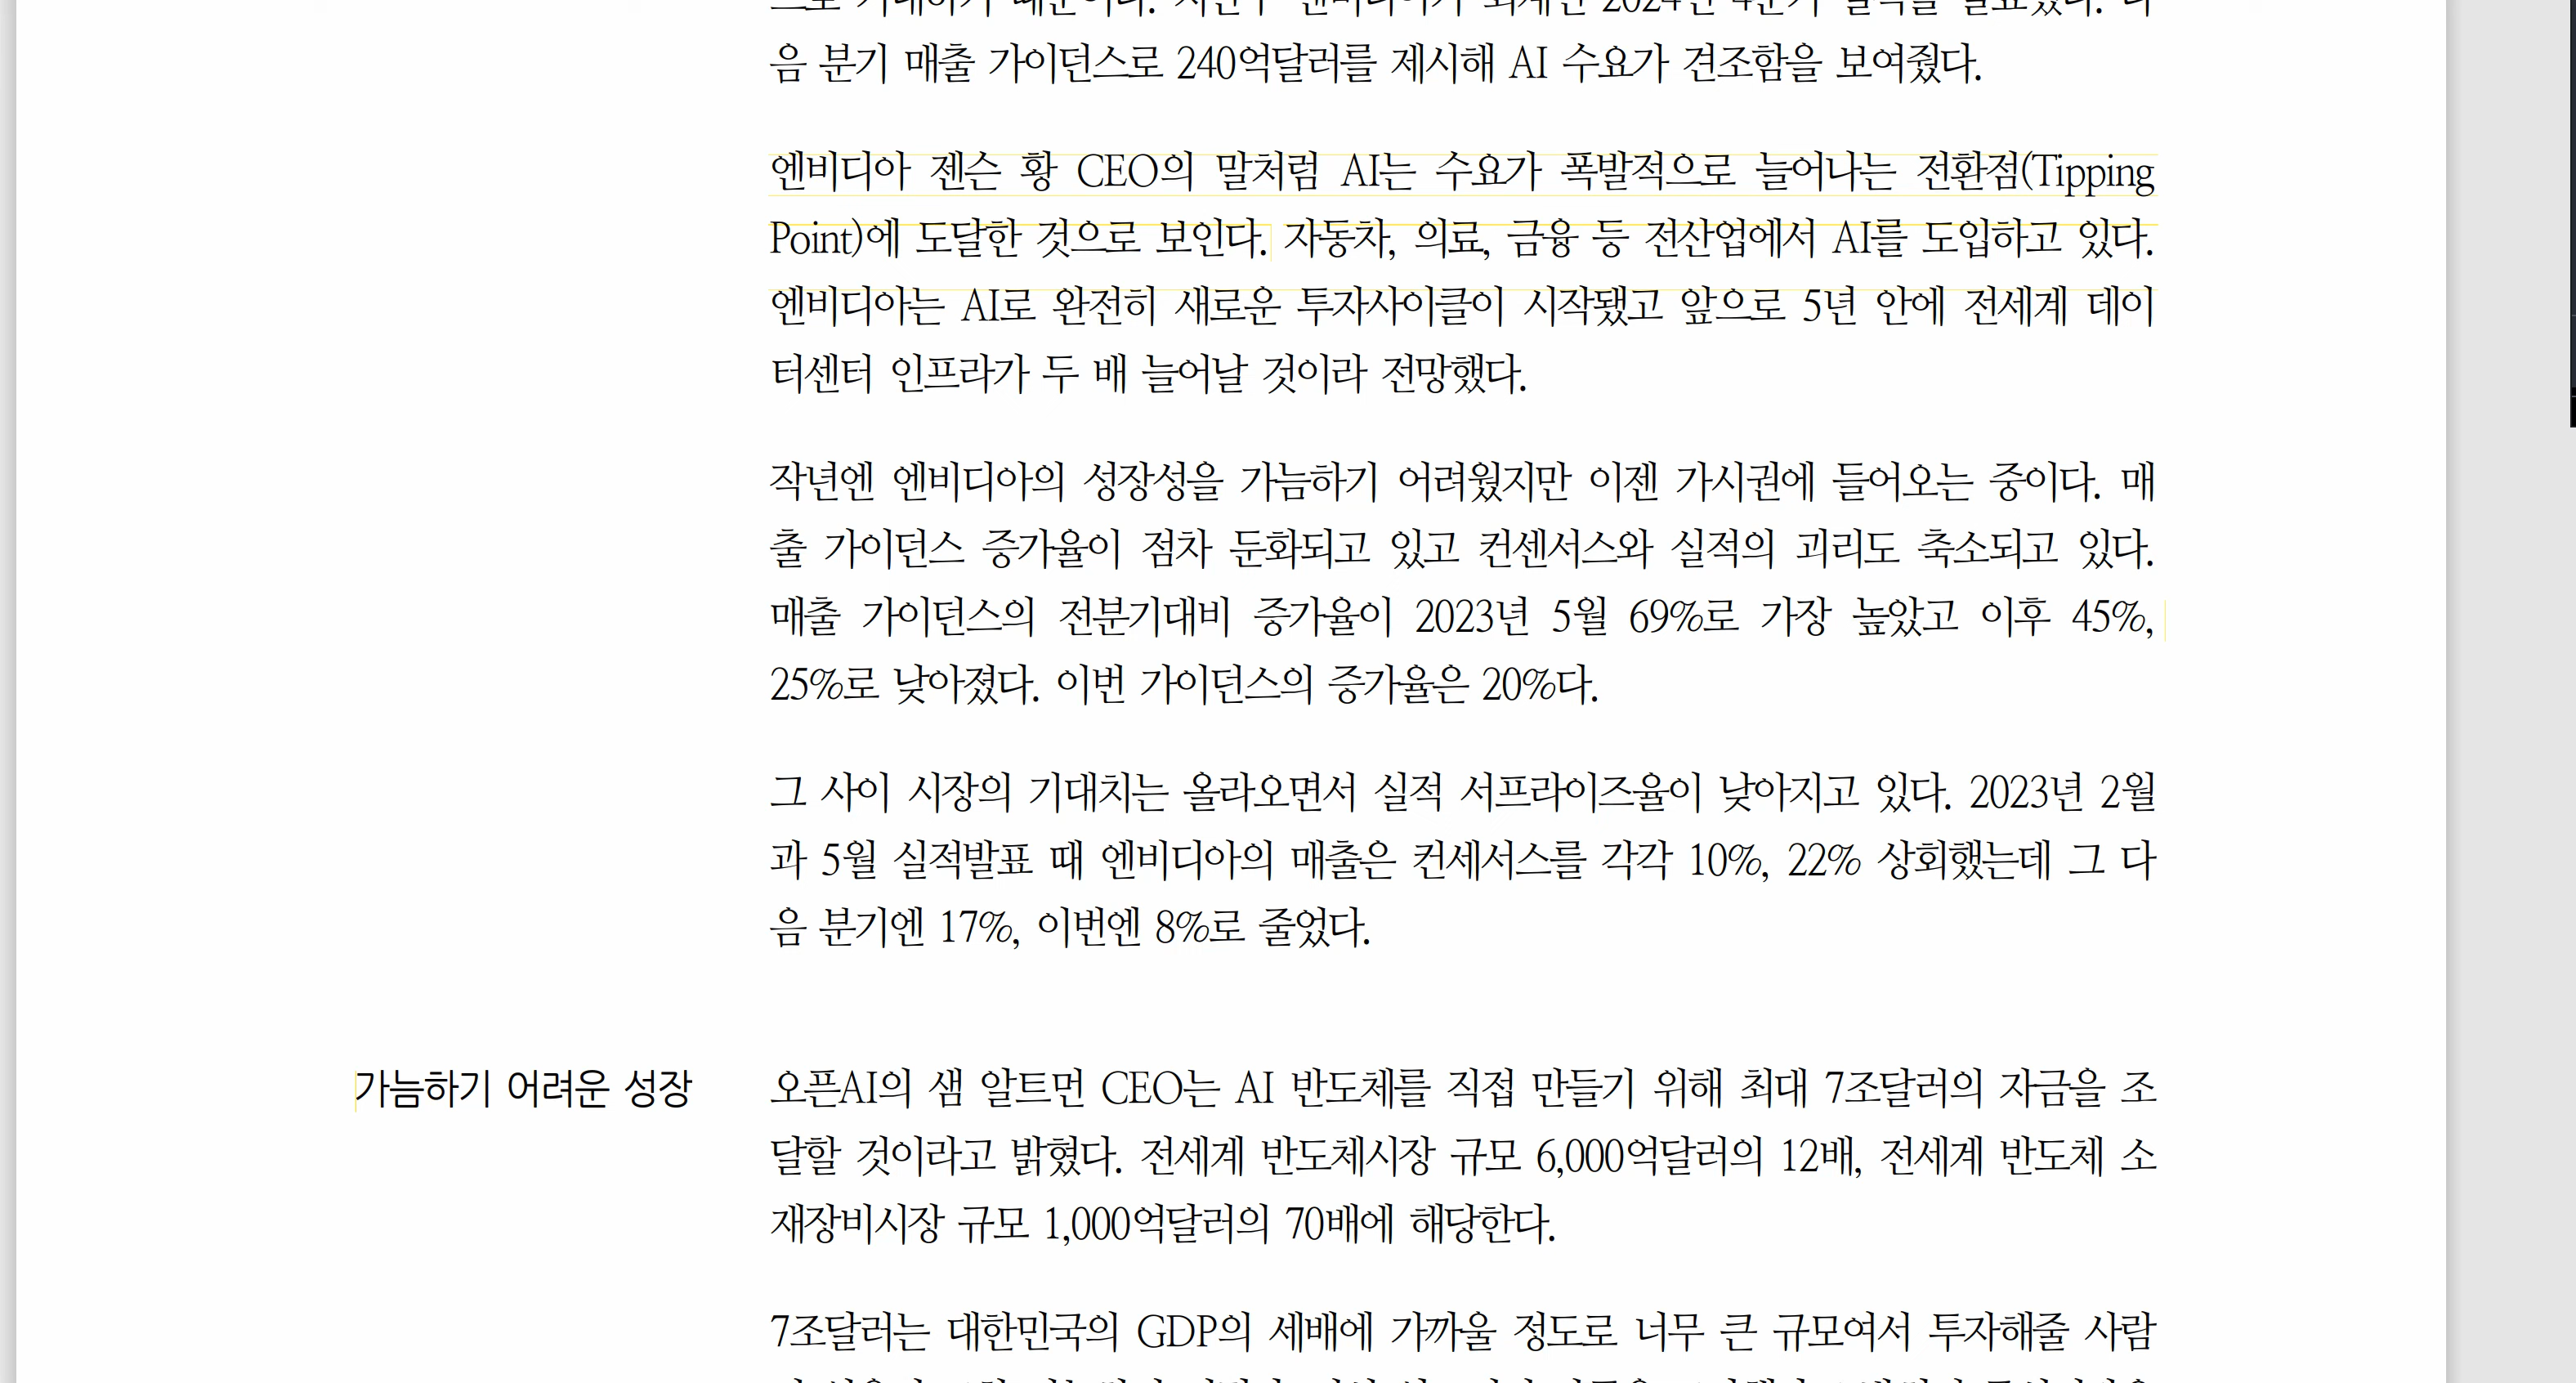 음 분기 매출 가이던스로 240억달러를 제시해 AI 수요가 견조함을 보여줬다.
엔비디아 젠슨 황 CEO의 말처럼 AI는 수요가 폭발적으로 늘어나는 전환점(Tipping
Point)에 도달한 것으로 보인다. 자동차, 의료, 금융 등 전산업에서 AI를 도입하고 있다.
엔비디아는 AI로 완전히 새로운 투자사이클이 시작됐고 앞으로 5년 안에 전세계 데이
터센터 인프라가 두 배 늘어날 것이라 전망했다.
작년엔 엔비디아의 성장성을 가늠하기 어려웠지만 이젠 가시권에 들어오는 중이다. 매
출 가이던스 증가율이 점차 둔화되고 있고 컨센서스와 실적의 괴리도 축소되고 있다.
매출 가이던스의 전분기대비 증가율이 2023년 5월 69%로 가장 높았고 이후 45%,
25%로 낮아졌다. 이번 가이던스의 증가율은 20%다.
그 사이 시장의 기대치는 올라오면서 실적 서프라이즈율이 낮아지고 있다. 2023년 2월
과 5월 실적발표 때 엔비디아의 매출은 컨세서스를 각각 10%, 22% 상회했는데 그 다
음 분기엔 17%, 이번엔 8%로 줄었다.
가늠하기 어려운 성장
오픈AI의 샘 알트먼 CEO는 AI 반도체를 직접 만들기 위해 최대 7조달러의 자금을 조
달할 것이라고 밝혔다. 전세계 반도체시장 규모 6,000억달러의 12배, 전세계 반도체 소
재장비시장 규모 1,000억달러의 70배에 해당한다.
7조달러는 대한민국의 GDP의 세배에 가까울 정도로 너무 큰 규모여서 투자해줄 사람